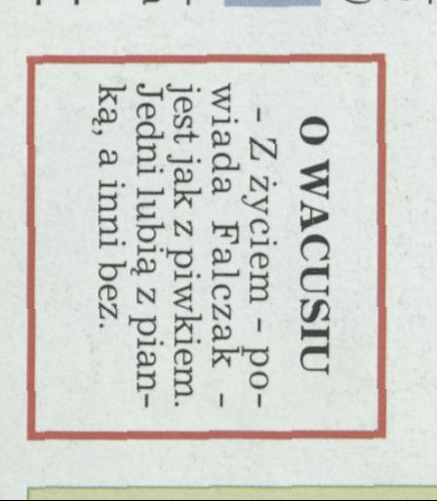 O WACUSIU
- Z życiem - po-
wiada Falczak -
jest jak z piwkiem.
Jedni lubią z pian-
ką, a inni bez.